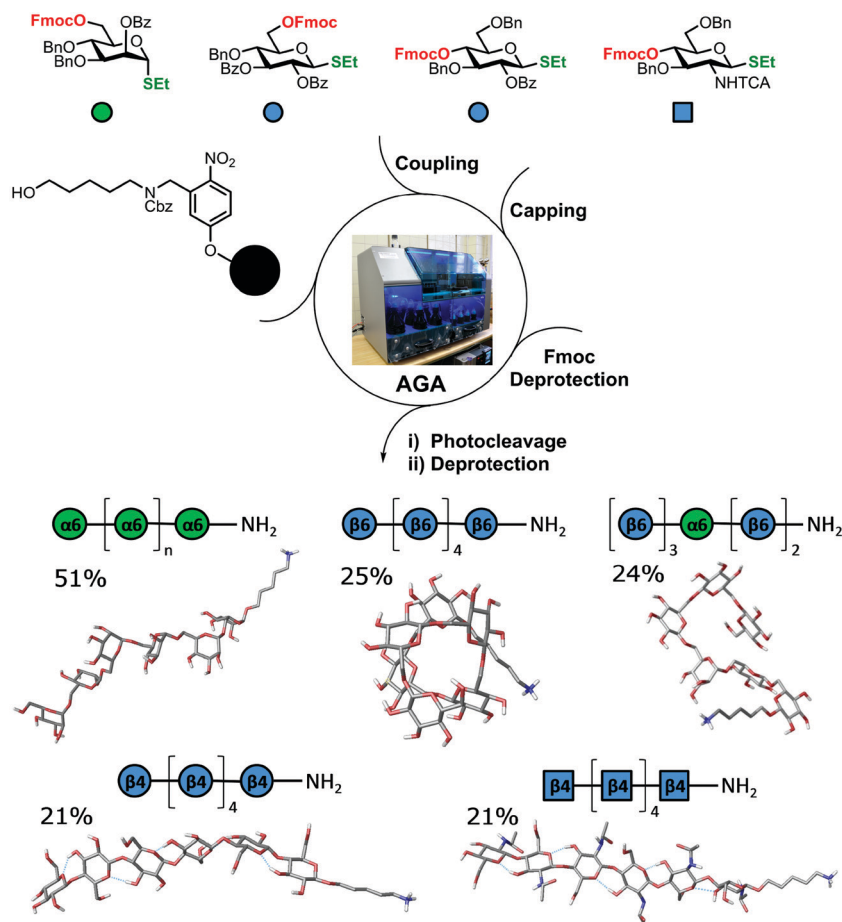 FmocO
OBz
BnO
BnO
SEt
OFmoc
BnO
BzO
SEt
OBz
OBn
FmocO
BnO
SEt
OBz
OBn
FmocO
BnO
SEt
NHTCA
HO
N
Cbz
NO₂
O
Coupling
Capping
Fmoc
Deprotection
AGA
i) Photocleavage
ii) Deprotection
α6 [ α6 ]n α6 NH₂
51%
β6 [ β6 ]4 β6 NH₂
25%
[ β6 ]3 α6 [ β6 ]2 NH₂
24%
β4 [ β4 ]4 β4 NH₂
21%
β4 [ β4 ]4 β4 NH₂
21%